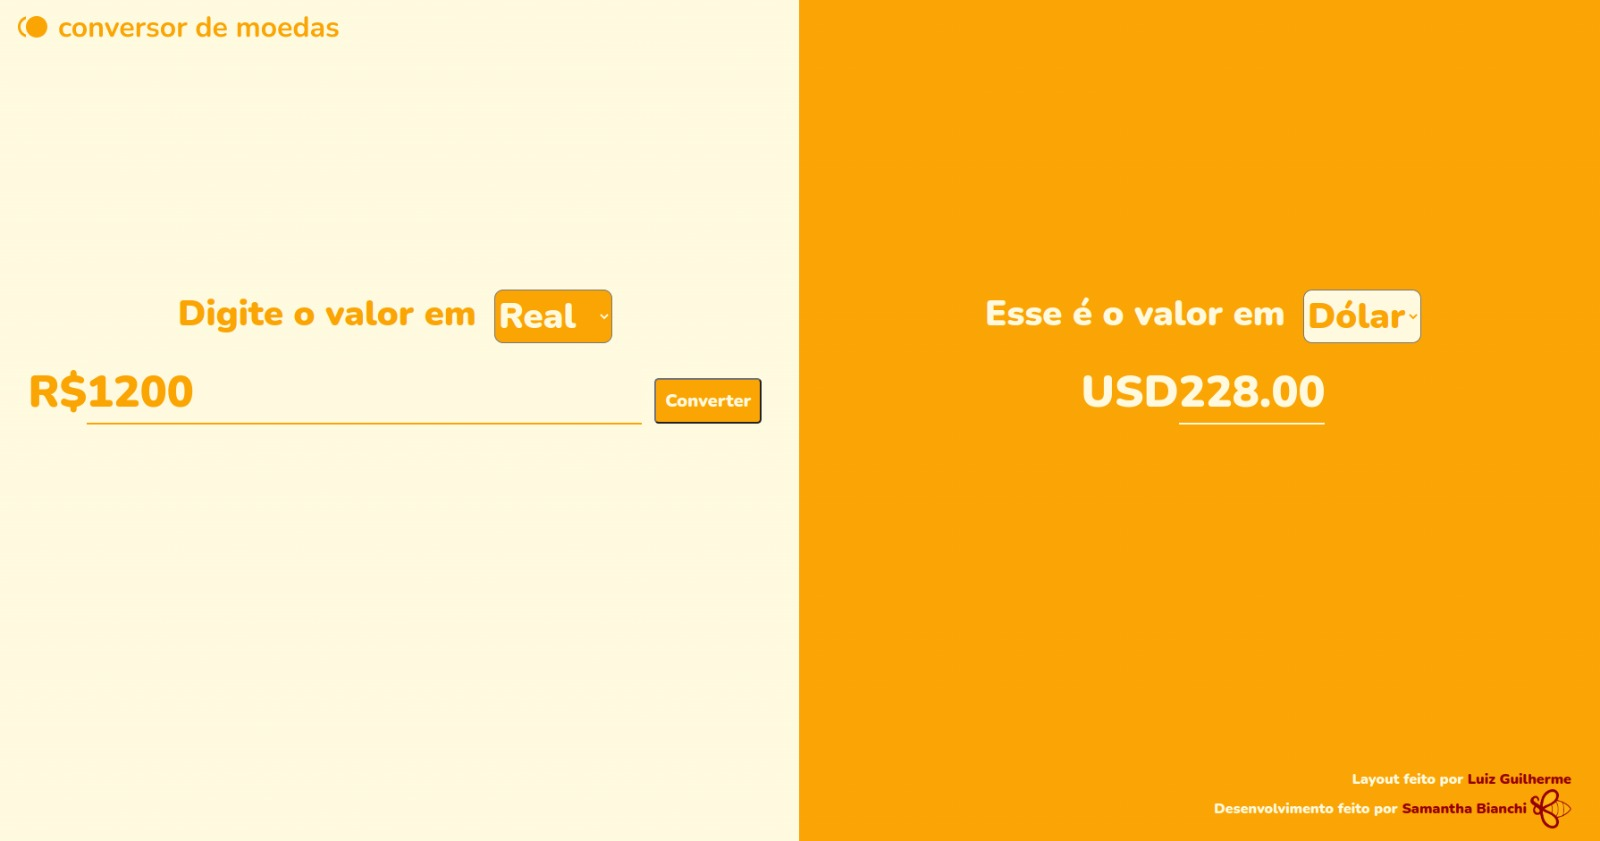 conversor de moedas
Digite o valor em Real
R$1200
Converter
Esse é o valor em Dólar
USD228.00
Layout feito por Luiz Guilherme
Desenvolvimento feito por Samantha Bianchi